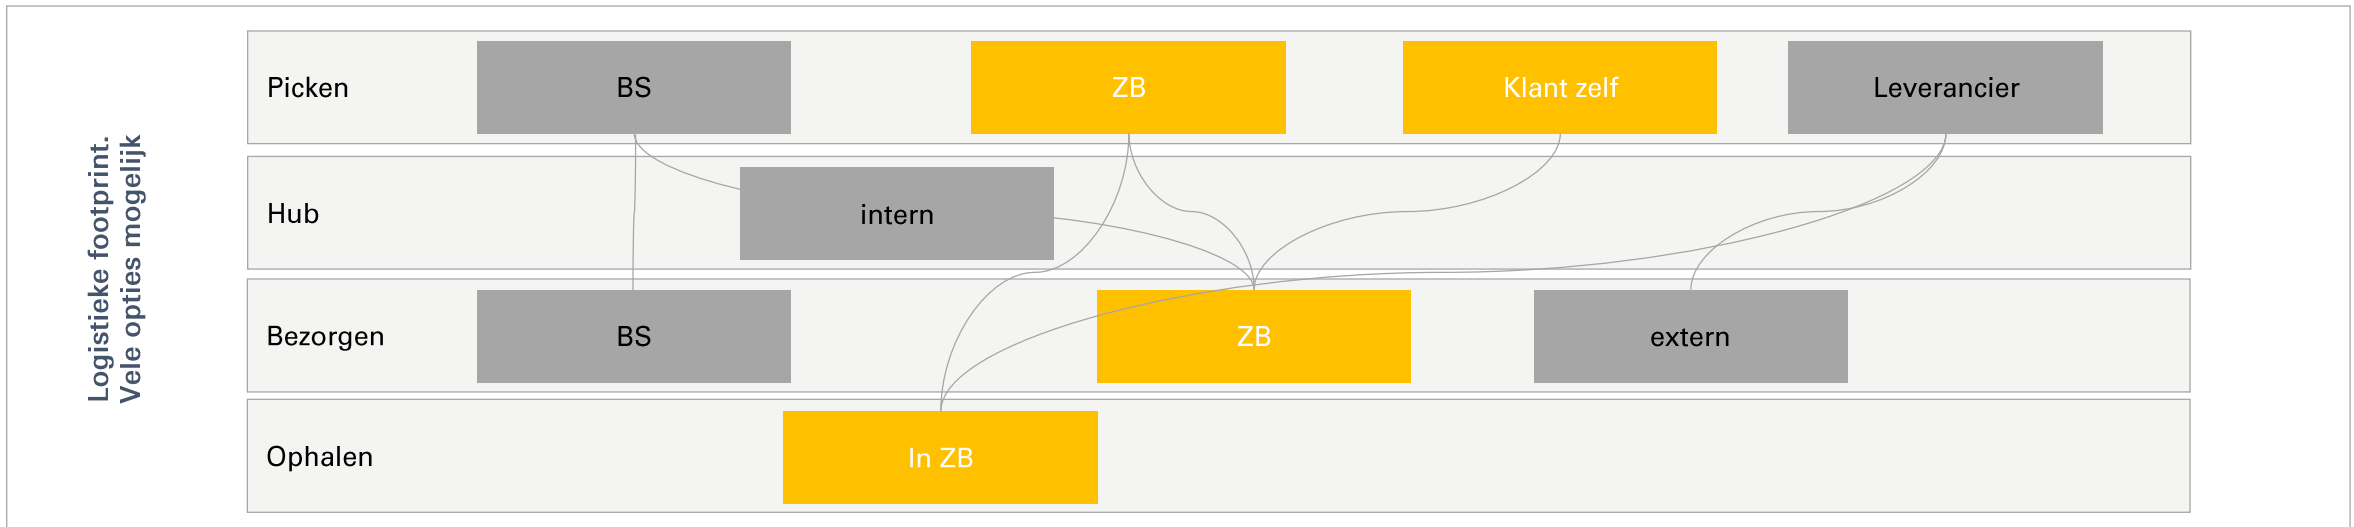 Logistieke footprint.
Vele opties mogelijk
Picken
BS
ZB
Klant zelf
Leverancier
Hub
intern
Bezorgen
BS
ZB
extern
Ophalen
In ZB